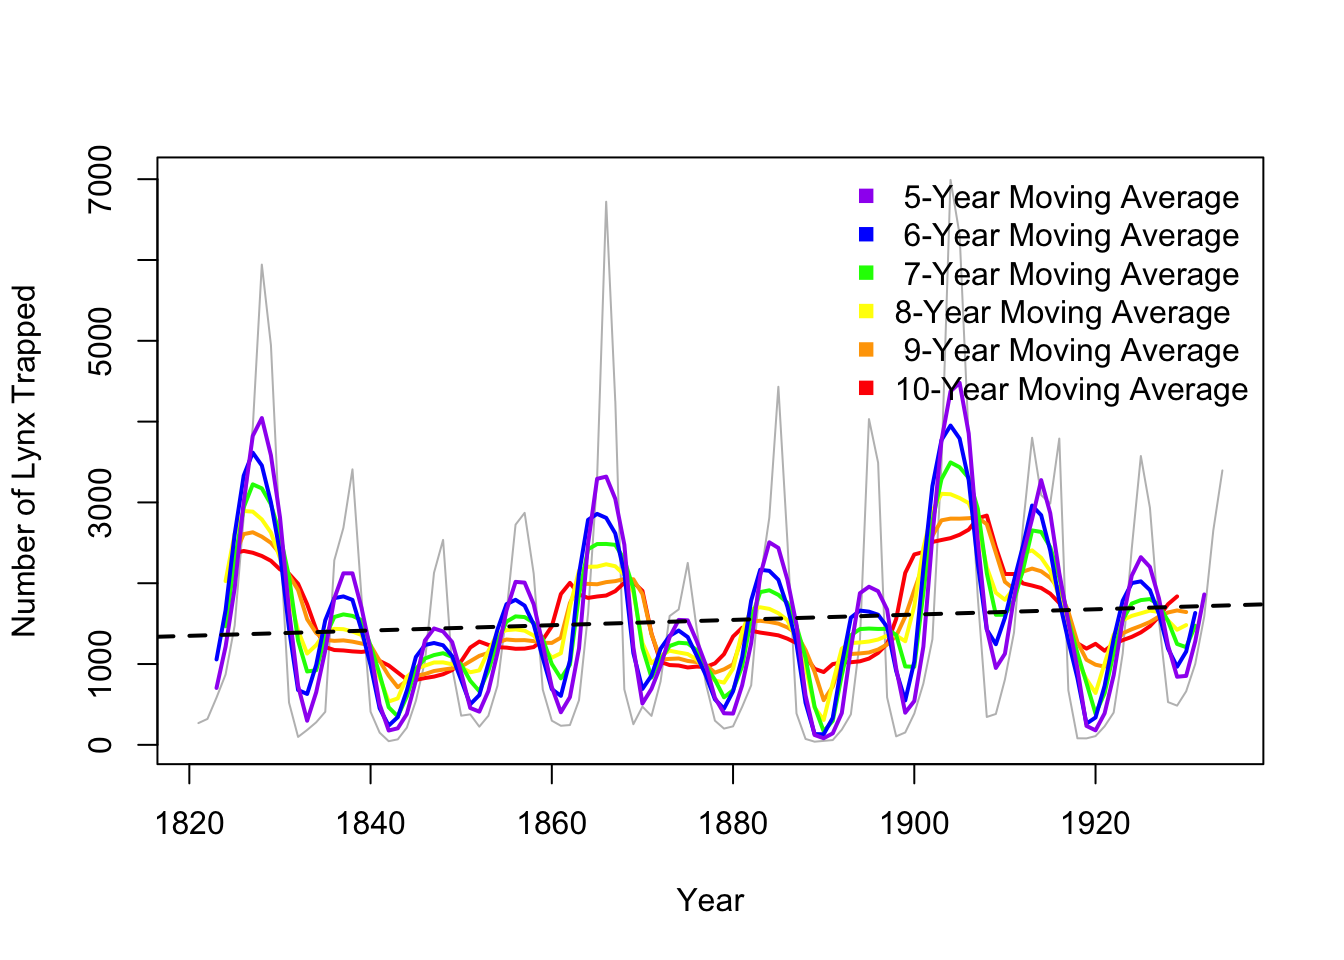 7000
5000
3000
1000
0
Number of Lynx Trapped
5-Year Moving Average
6-Year Moving Average
7-Year Moving Average
8-Year Moving Average
9-Year Moving Average
10-Year Moving Average
1820 1840 1860 1880 1900 1920
Year